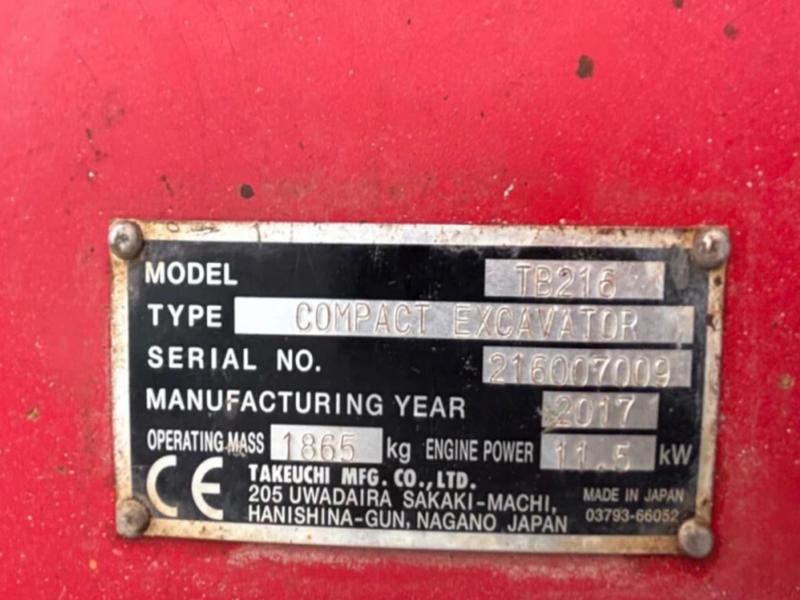 MODEL TB216
TYPE COMPACT EXCAVATOR
SERIAL NO. 216007009
MANUFACTURING YEAR 2017
OPERATING MASS 1865 kg ENGINE POWER 11.5 kW
CE TAKEUCHI MFG. CO.,LTD.
205 UWADAIRA SAKAKI-MACHI, MADE IN JAPAN
HANISHINA-GUN, NAGANO JAPAN 03793-66052